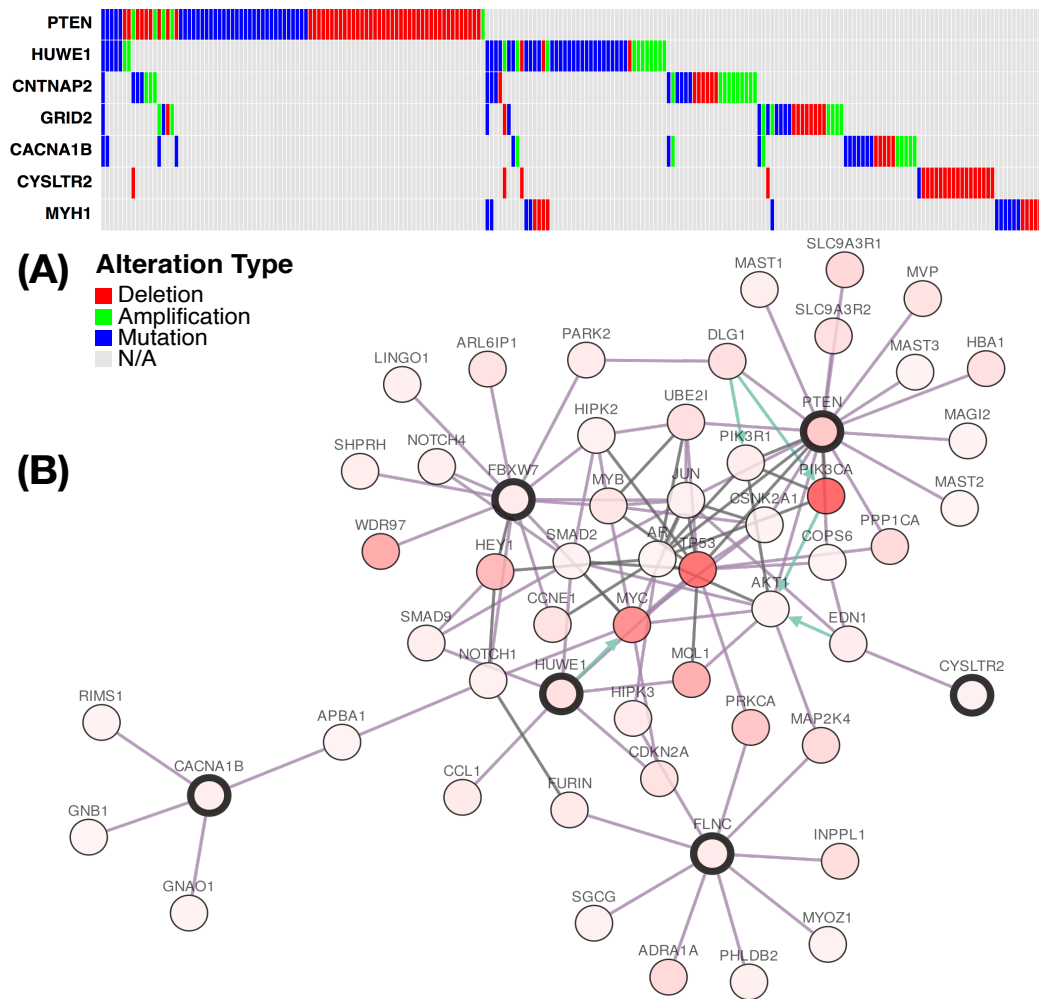 PTEN
HUWE1
CNTNAP2
GRID2
CACNA1B
CYSLTR2
MYH1
(A) Alteration Type
Deletion
Amplification
Mutation
N/A
(B)
SLC9A3R1
MAST1
MVP
SLC9A3R2
PARK2
DLG1
ARL6IP1
MAST3
HBA1
LINGO1
UBE2I
PTEN
HIPK2
MAGI2
PIK3R1
NOTCH4
SHPRH
FBXW7
JUN
PIK3CA
MYB
CSNK2A1
MAST2
PPP1CA
WDR97
SMAD2
AR
TP53
COPS6
HEY1
AKT1
CCNE1
MYC
EDN1
SMAD9
NOTCH1
HUWE1
MCL1
CYSLTR2
RIMS1
HIPK3
PRKCA
APBA1
MAP2K4
CDKN2A
CACNA1B
CCL1
FURIN
GNB1
FLNC
INPPL1
GNAO1
SGCG
MYOZ1
ADRA1A
PHLDB2